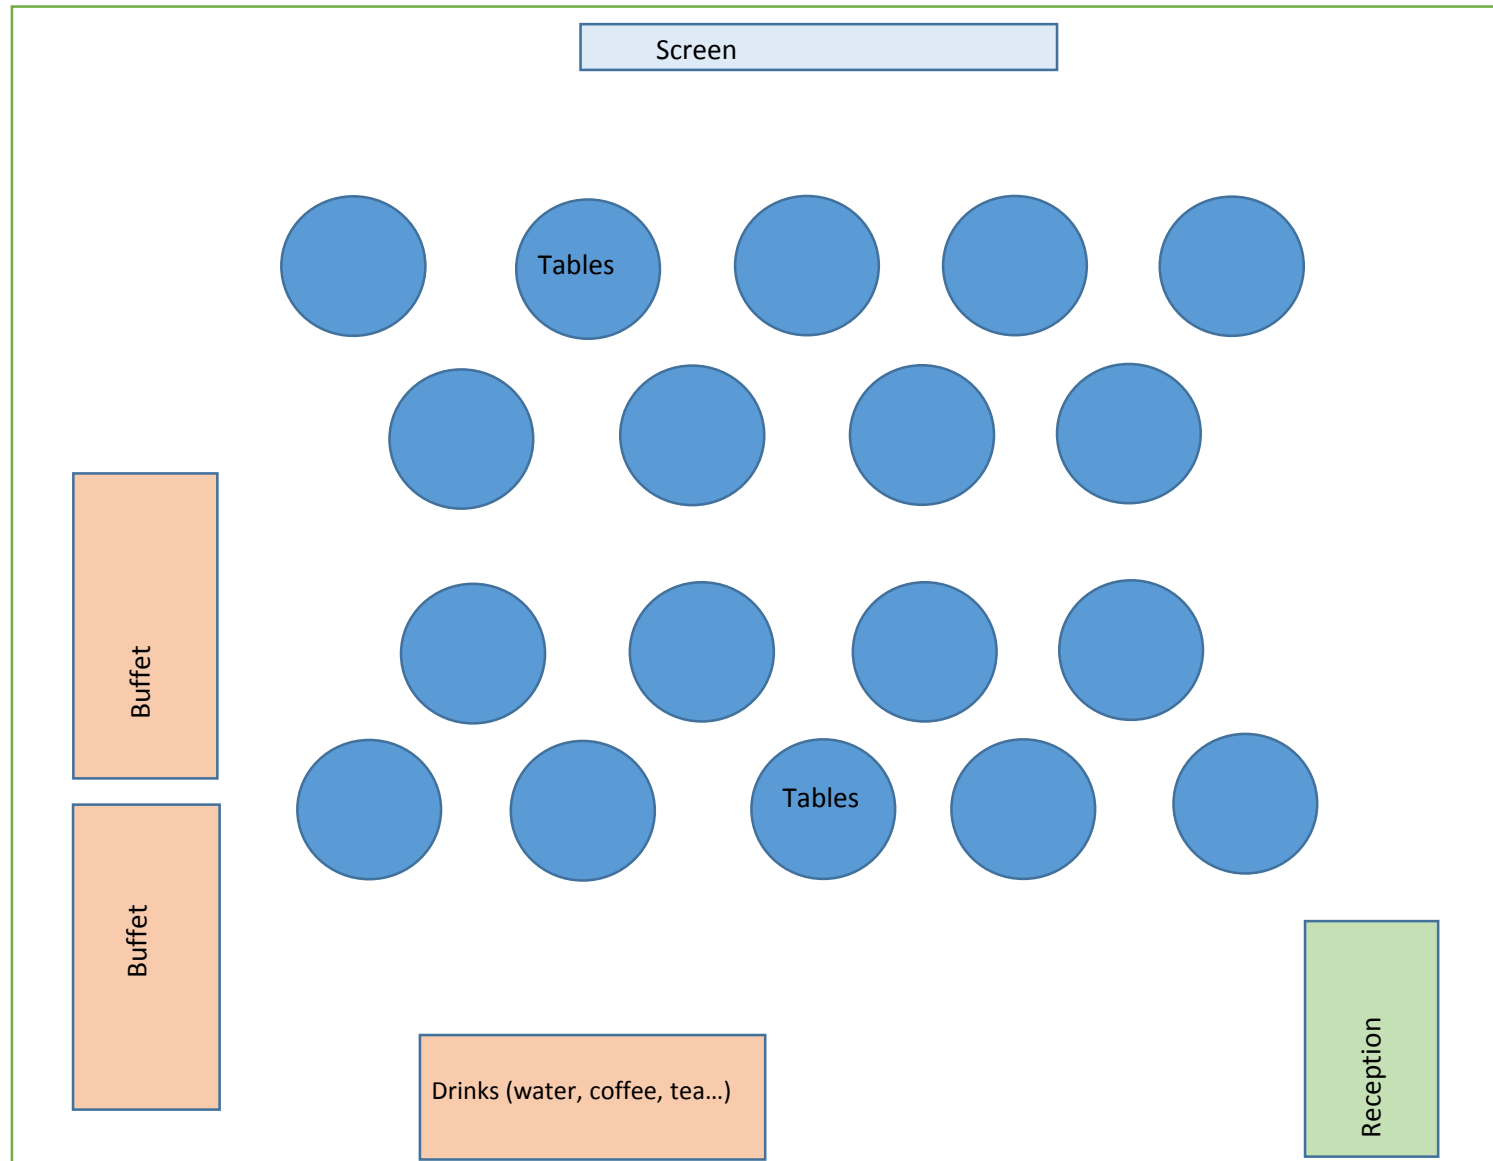 Screen
Tables
Buffet
Tables
Buffet
Drinks (water, coffee, tea…)
Reception